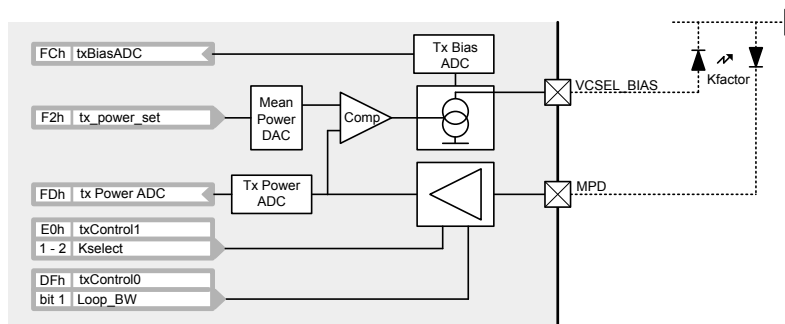 FCh txBiasADC
Tx Bias
ADC
VCSEL_BIAS
Kfactor
F2h tx_power_set
Mean
Power
DAC
Comp
FDh tx Power ADC
Tx Power
ADC
MPD
E0h txControl1
1 - 2 Kselect
DFh txControl0
bit 1 Loop_BW